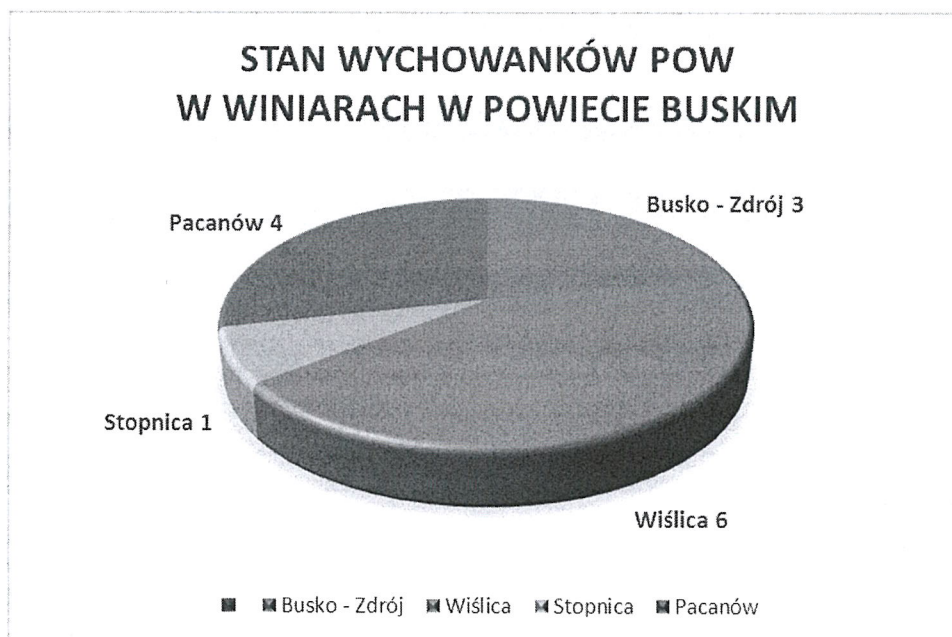 STAN WYCHOWANKÓW POW
W WINIARACH W POWIECIE BUSKIM
Busko - Zdrój 3
Pacanów 4
Stopnica 1
Wiślica 6
Busko - Zdrój Wiślica Stopnica Pacanów